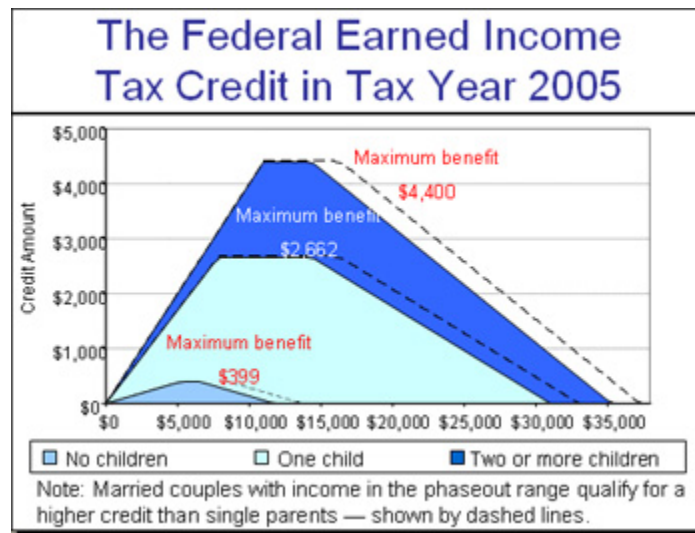 The Federal Earned Income
Tax Credit in Tax Year 2005
$5,000
$4,000
$3,000
$2,000
$1,000
$0
Credit Amount
Maximum benefit
$4,400
Maximum benefit
$2,662
Maximum benefit
$399
$0 $5,000 $10,000 $15,000 $20,000 $25,000 $30,000 $35,000
No children One child Two or more children
Note: Married couples with income in the phaseout range qualify for a
higher credit than single parents — shown by dashed lines.